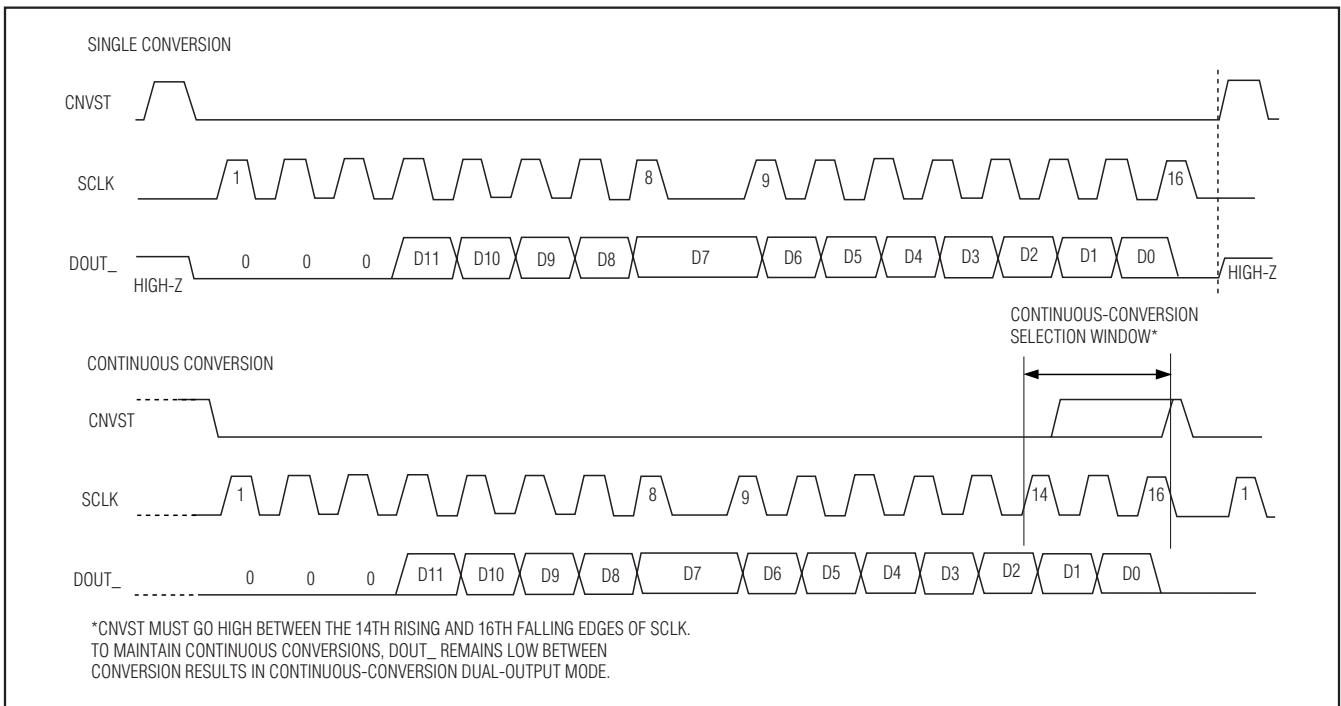 SINGLE CONVERSION
CNVST
SCLK 1 8 9 16
DOUT_ HIGH-Z 0 0 0 D11 D10 D9 D8 D7 D6 D5 D4 D3 D2 D1 D0 HIGH-Z
CONTINUOUS-CONVERSION
SELECTION WINDOW*
CONTINUOUS CONVERSION
CNVST
SCLK 1 8 9 14 16 1
DOUT_ 0 0 0 D11 D10 D9 D8 D7 D6 D5 D4 D3 D2 D1 D0
*CNVST MUST GO HIGH BETWEEN THE 14TH RISING AND 16TH FALLING EDGES OF SCLK.
TO MAINTAIN CONTINUOUS CONVERSIONS, DOUT_ REMAINS LOW BETWEEN
CONVERSION RESULTS IN CONTINUOUS-CONVERSION DUAL-OUTPUT MODE.